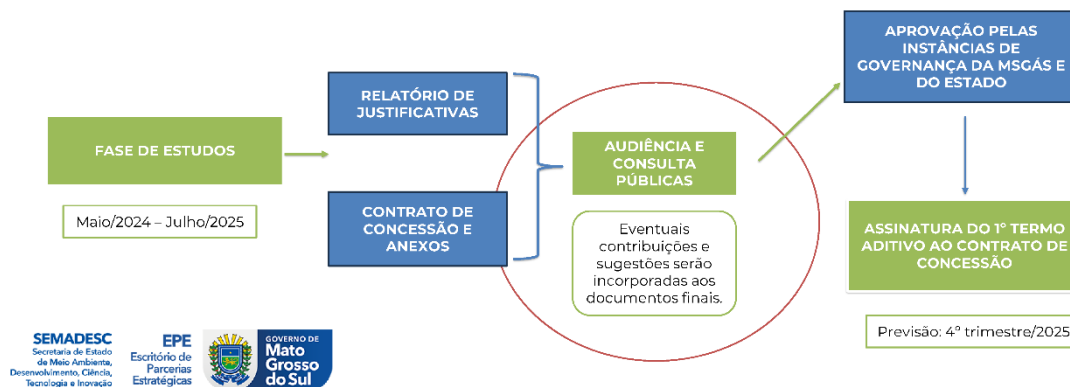 FASE DE ESTUDOS
Maio/2024 – Julho/2025
RELATÓRIO DE
JUSTIFICATIVAS
CONTRATO DE
CONCESSÃO E
ANEXOS
AUDIÊNCIA E
CONSULTA
PÚBLICAS
Eventuais
contribuições e
sugestões serão
incorporadas aos
documentos finais.
APROVAÇÃO PELAS
INSTÂNCIAS DE
GOVERNANÇA DA MSGÁS E
DO ESTADO
ASSINATURA DO 1º TERMO
ADITIVO AO CONTRATO DE
CONCESSÃO
Previsão: 4º trimestre/2025
SEMADESC
Secretaria de Estado
de Meio Ambiente,
Desenvolvimento, Ciência,
Tecnologia e Inovação
EPE
Escritório de
Parcerias
Estratégicas
GOVERNO DE
Mato
Grosso
do Sul